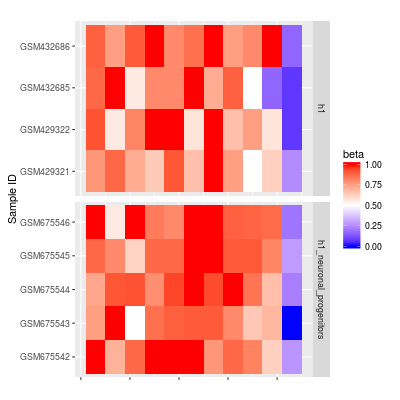 Sample ID
GSM432686
GSM432685
GSM429322
GSM429321
h1
GSM675546
GSM675545
GSM675544
GSM675543
GSM675542
h1_neuronal_progenitors
beta
1.00
0.75
0.50
0.25
0.00